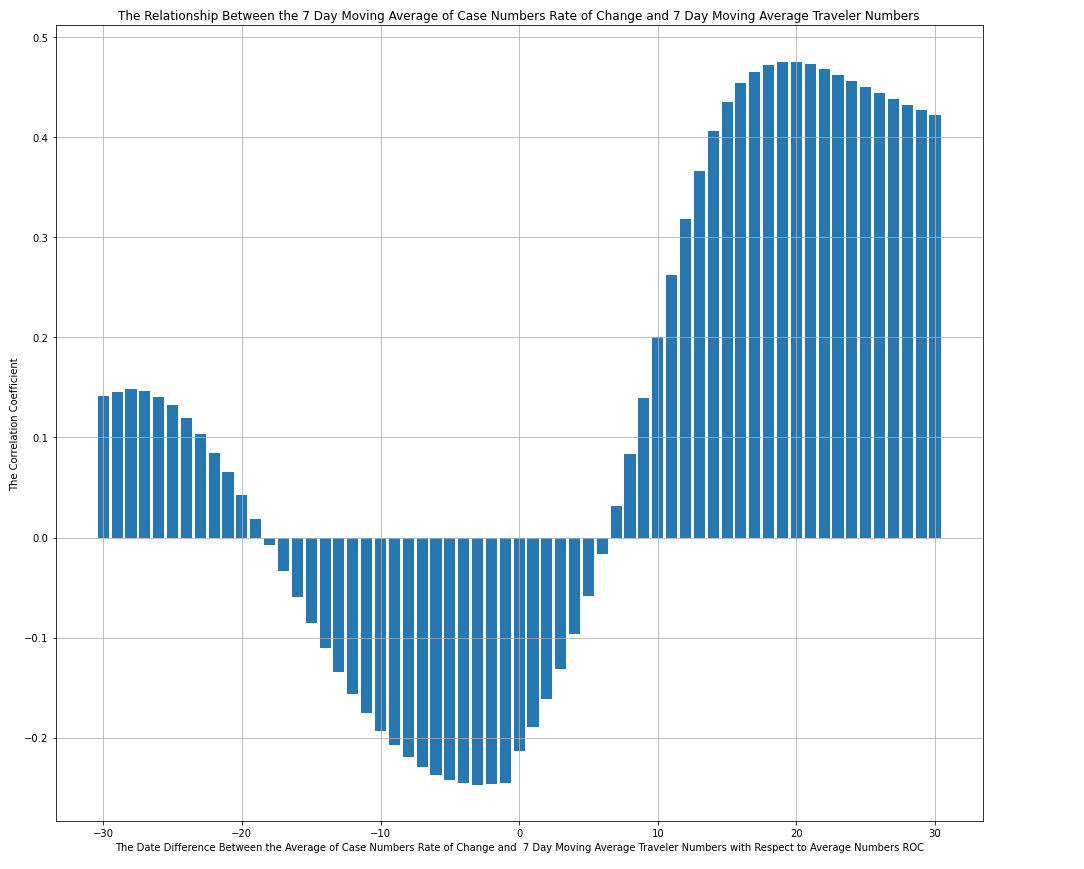 The Relationship Between the 7 Day Moving Average of Case Numbers Rate of Change and 7 Day Moving Average Traveler Numbers
0.5
0.4
0.3
0.2
0.1
0.0
−0.1
−0.2
The Correlation Coefficient
−30 −20 −10 0 10 20 30
The Date Difference Between the Average of Case Numbers Rate of Change and  7 Day Moving Average Traveler Numbers with Respect to Average Numbers ROC